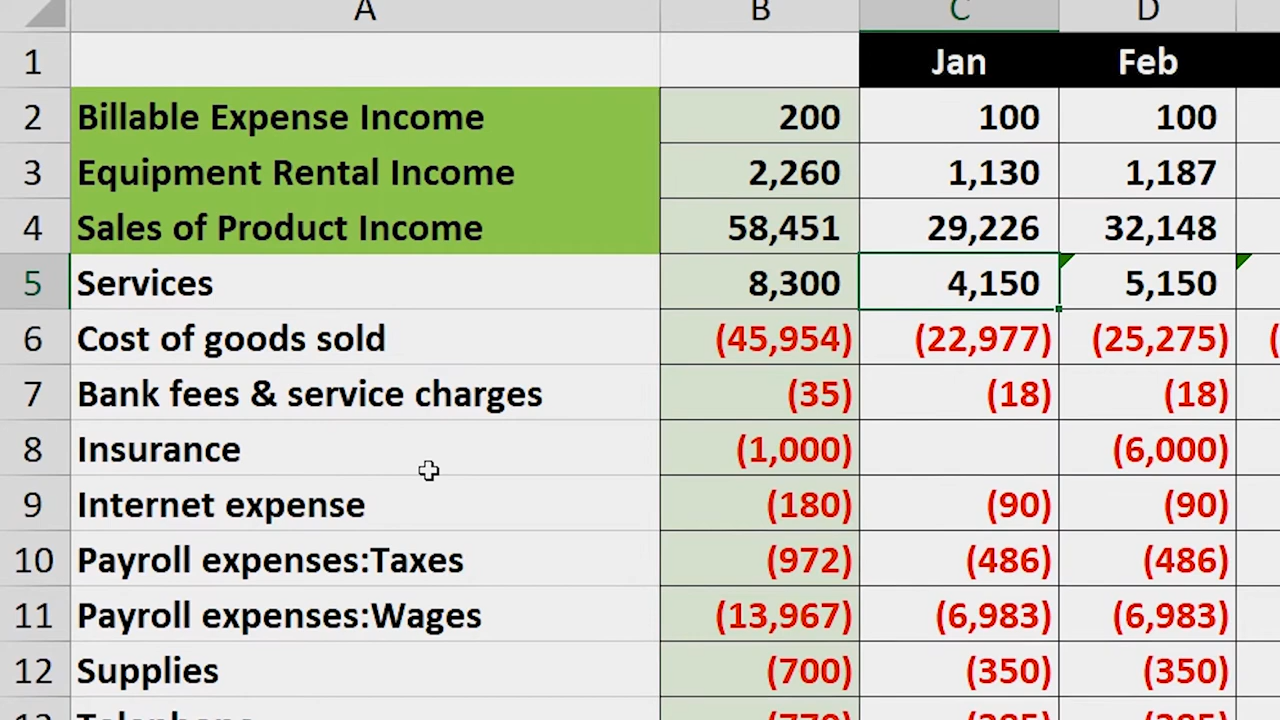 A B C D
1 Jan Feb
2 Billable Expense Income 200 100 100
3 Equipment Rental Income 2,260 1,130 1,187
4 Sales of Product Income 58,451 29,226 32,148
5 Services 8,300 4,150 5,150
6 Cost of goods sold (45,954) (22,977) (25,275) (
7 Bank fees & service charges (35) (18) (18)
8 Insurance (1,000) (6,000)
9 Internet expense (180) (90) (90)
10 Payroll expenses:Taxes (972) (486) (486)
11 Payroll expenses:Wages (13,967) (6,983) (6,983)
12 Supplies (700) (350) (350)